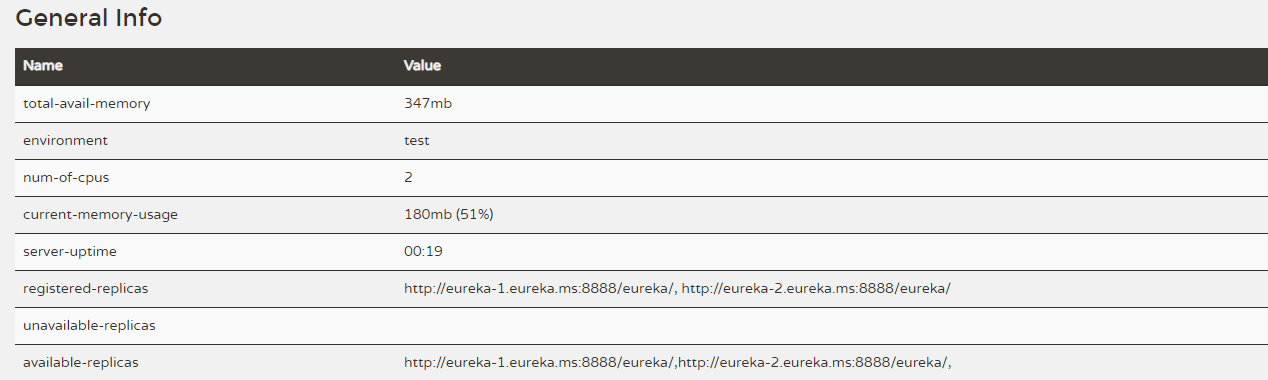 General Info
Name Value
total-avail-memory 347mb
environment test
num-of-cpus 2
current-memory-usage 180mb (51%)
server-uptime 00:19
registered-replicas http://eureka-1.eureka.ms:8888/eureka/, http://eureka-2.eureka.ms:8888/eureka/
unavailable-replicas
available-replicas http://eureka-1.eureka.ms:8888/eureka/,http://eureka-2.eureka.ms:8888/eureka/,